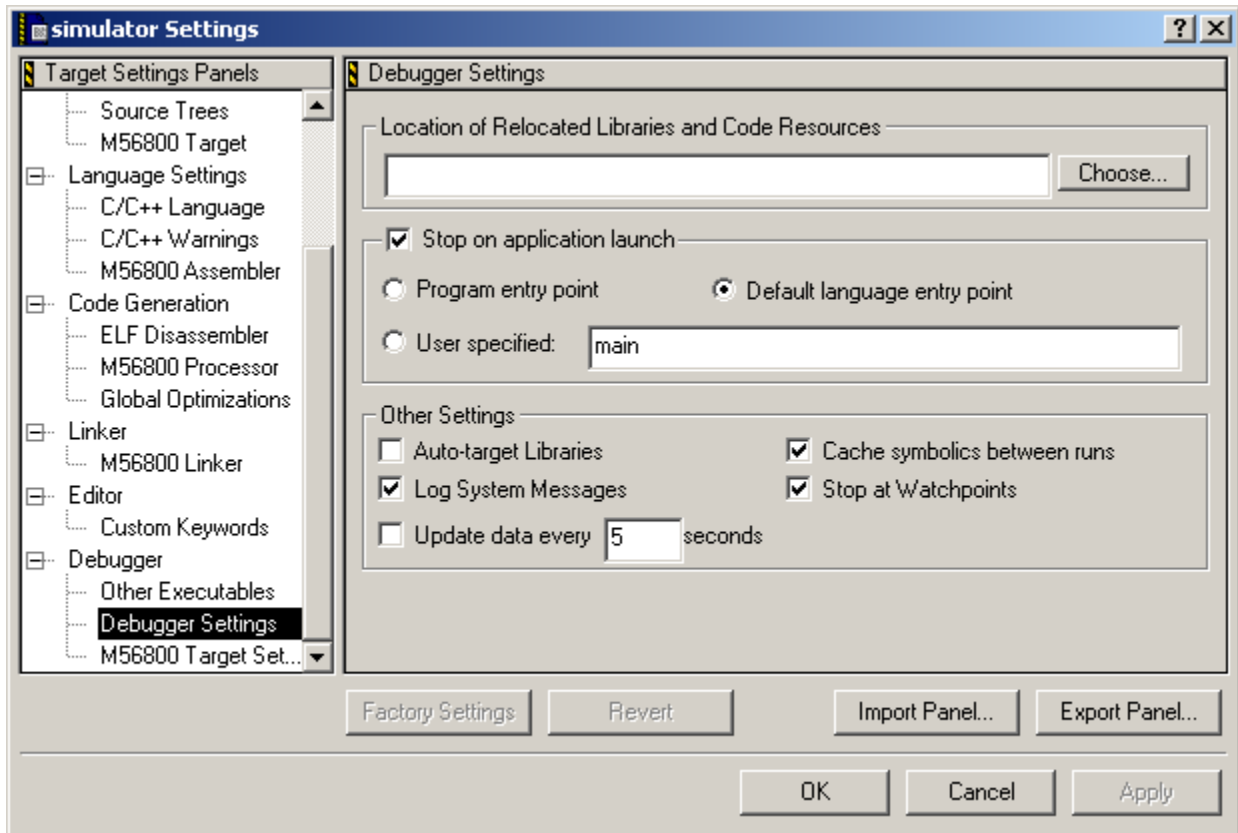 simulator Settings
Target Settings Panels
Source Trees
M56800 Target
Language Settings
C/C++ Language
C/C++ Warnings
M56800 Assembler
Code Generation
ELF Disassembler
M56800 Processor
Global Optimizations
Linker
M56800 Linker
Editor
Custom Keywords
Debugger
Other Executables
Debugger Settings
M56800 Target Set...
Debugger Settings
Location of Relocated Libraries and Code Resources
Choose...
Stop on application launch
Program entry point
Default language entry point
User specified:
main
Other Settings
Auto-target Libraries
Cache symbolics between runs
Log System Messages
Stop at Watchpoints
Update data every 5 seconds
Factory Settings
Revert
Import Panel...
Export Panel...
OK
Cancel
Apply